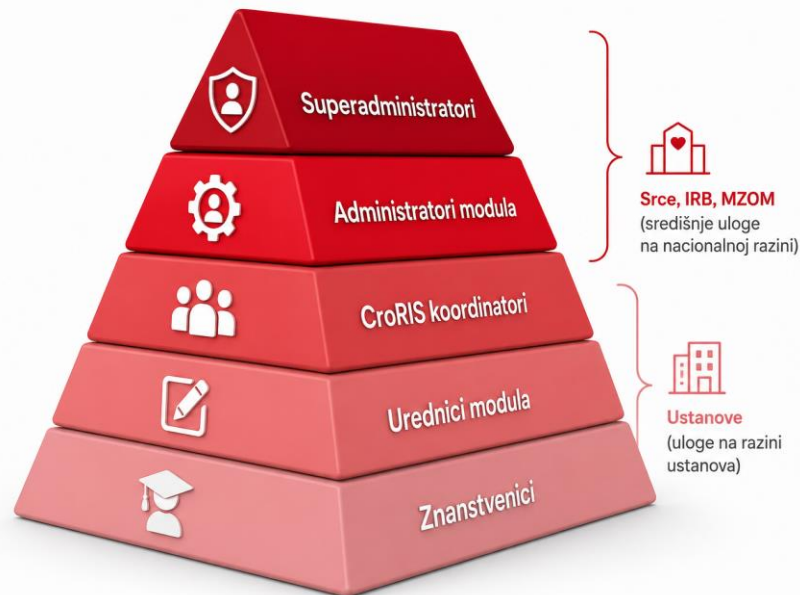 Superadministratori
Administratori modula
CroRIS koordinatori
Urednici modula
Znanstvenici
Srce, IRB, MZOM
(središnje uloge
na nacionalnoj razini)
Ustanove
(uloge na razini
ustanova)